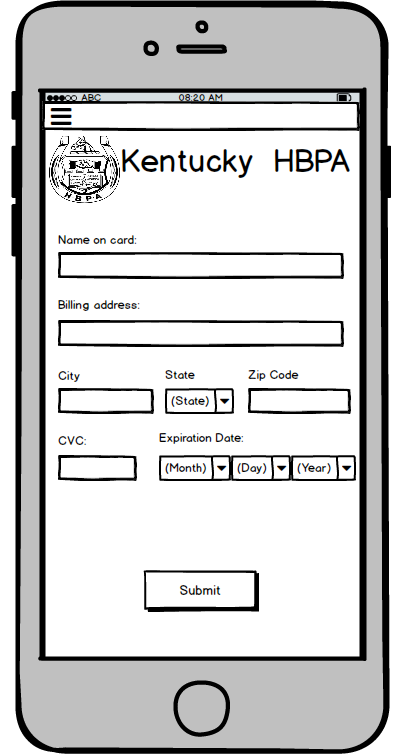 ABC 08:20 AM
Kentucky HBPA
HBPA
Name on card:
Billing address:
City State Zip Code
(State)
CVC: Expiration Date:
(Month) (Day) (Year)
Submit